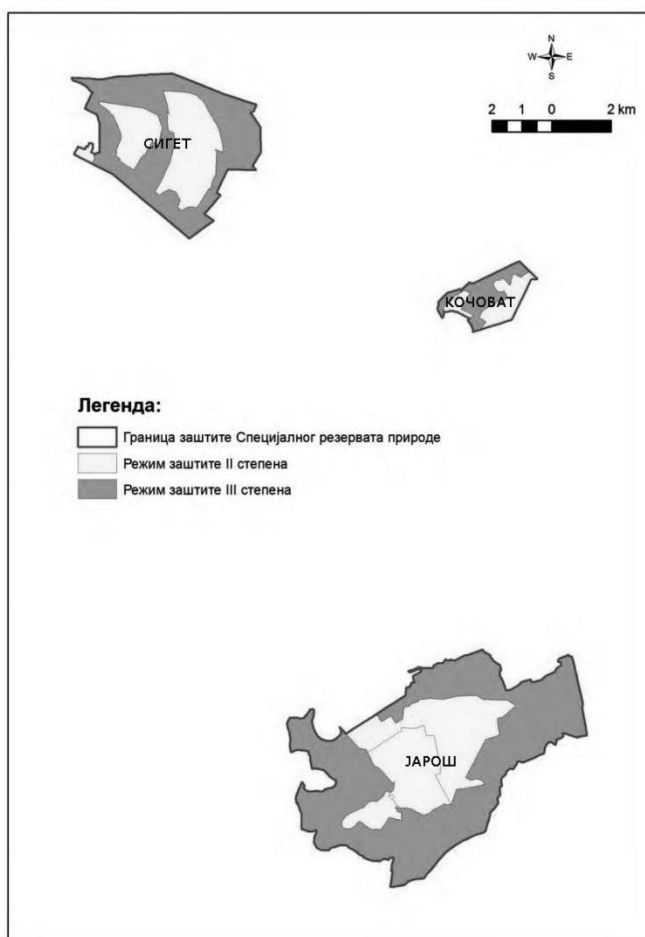 N
W E
S
2 1 0 2 km
СИГЕТ
КОЧОВАТ
Легенда:
Граница заштите Специјалног резервата природе
Режим заштите II степена
Режим заштите III степена
ЈАРОШ